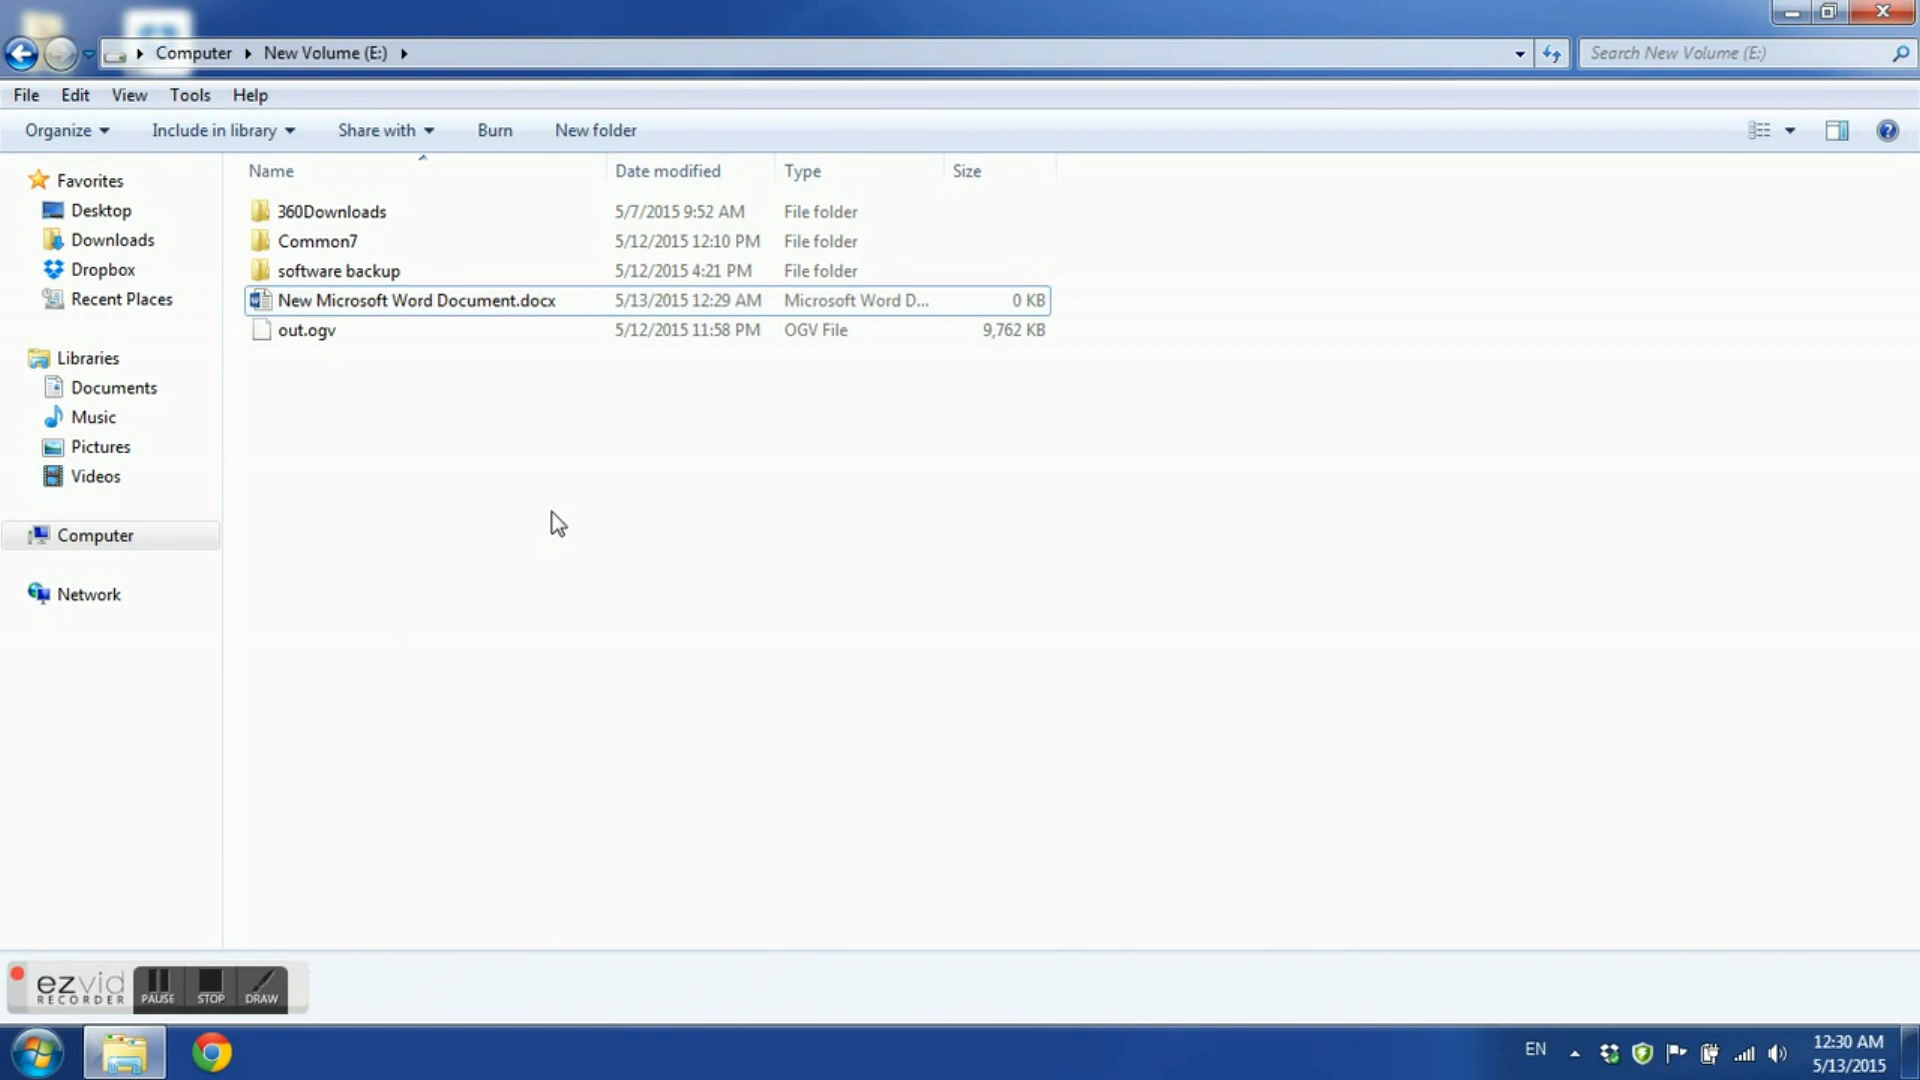 Computer New Volume (E:) Search New Volume (E:)
File Edit View Tools Help
Organize Include in library Share with Burn New folder
Name Date modified Type Size
Favorites
Desktop
Downloads
Dropbox
Recent Places
Libraries
Documents
Music
Pictures
Videos
Computer
Network
360Downloads 5/7/2015 9:52 AM File folder
Common7 5/12/2015 12:10 PM File folder
software backup 5/12/2015 4:21 PM File folder
New Microsoft Word Document.docx 5/13/2015 12:29 AM Microsoft Word D... 0 KB
out.ogv 5/12/2015 11:58 PM OGV File 9,762 KB
ezvid
RECORDER
PAUSE STOP DRAW
EN
12:30 AM
5/13/2015